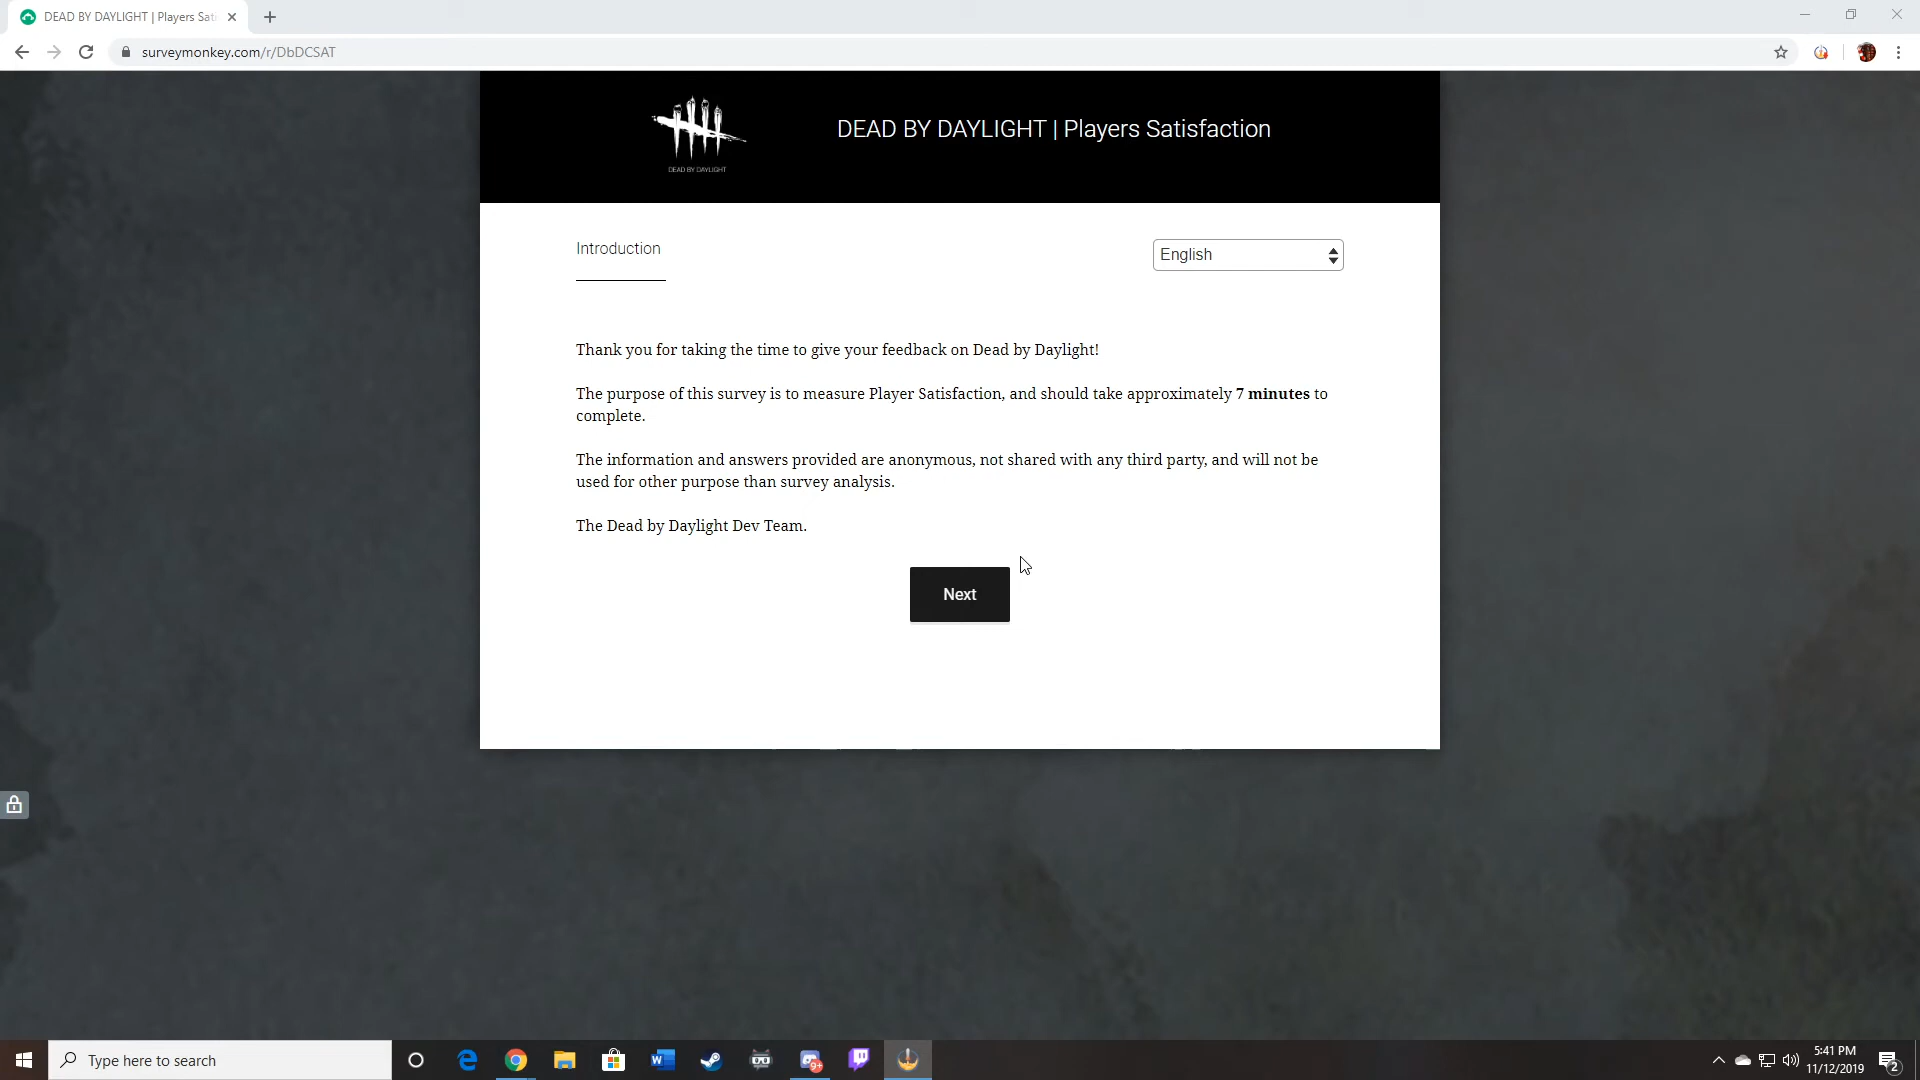 DEAD BY DAYLIGHT | Players Sat
surveymonkey.com/r/DbDCSAT
DEAD BY DAYLIGHT
DEAD BY DAYLIGHT | Players Satisfaction
Introduction
English
Thank you for taking the time to give your feedback on Dead by Daylight!
The purpose of this survey is to measure Player Satisfaction, and should take approximately 7 minutes to
complete.
The information and answers provided are anonymous, not shared with any third party, and will not be
used for other purpose than survey analysis.
The Dead by Daylight Dev Team.
Next
Type here to search
9+
5:41 PM
11/12/2019
2